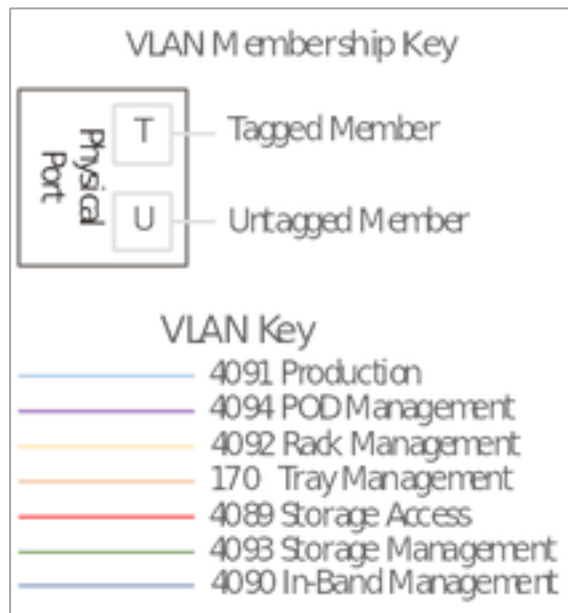 VLAN Membership Key
Physical
Port
T
Tagged Member
U
Untagged Member
VLAN Key
4091 Production
4094 POD Management
4092 Rack Management
170 Tray Management
4089 Storage Access
4093 Storage Management
4090 In-Band Management